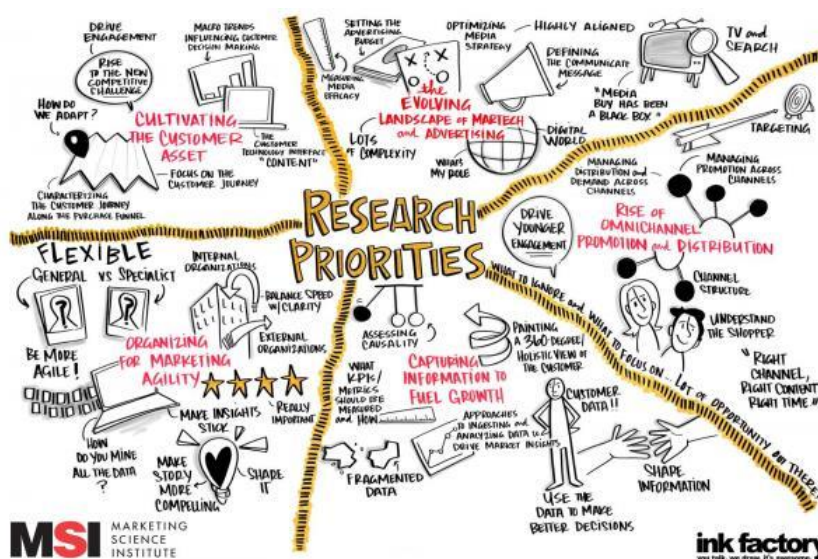 DRIVE
ENGAGEMENT
RISE
TO THE NEW
COMPETITIVE
CHALLENGE
MACRO TRENDS
INFLUENCING CUSTOMER
DECISION MAKING
HOW DO
WE ADAPT?
CULTIVATING
THE CUSTOMER
ASSET
THE
CUSTOMER
TECHNOLOGY INTERFACE
"CONTENT"
FOCUS ON THE
CUSTOMER JOURNEY
CHARACTERIZING
THE CUSTOMER JOURNEY
ALONG THE PURCHASE FUNNEL
SETTING THE
ADVERTISING
BUDGET
MEASURING
MEDIA
EFFICACY
OPTIMIZING
MEDIA
STRATEGY
HIGHLY ALIGNED
DEFINING
THE COMMUNICATE
MESSAGE
TV and
SEARCH
"MEDIA
BUY HAS BEEN
A BLACK BOX"
the
EVOLVING
LANDSCAPE OF MARTECH
and ADVERTISING
LOTS
OF COMPLEXITY
WHATS
MY ROLE
DIGITAL
WORLD
TARGETING
MANAGING
DISTRIBUTION and
DEMAND ACROSS
CHANNELS
MANAGING
PROMOTION ACROSS
CHANNELS
RISE OF
OMNICHANNEL
PROMOTION and DISTRIBUTION
DRIVE
YOUNGER
ENGAGEMENT
CHANNEL
STRUCTURE
UNDERSTAND
THE SHOPPER
"RIGHT
CHANNEL,
RIGHT CONTENT
RIGHT TIME"
RESEARCH
PRIORITIES
WHAT TO IGNORE and WHAT TO FOCUS ON... LOT OF OPPORTUNITY OUT THERE!
FLEXIBLE
GENERAL VS SPECIALIST
?
?
BE MORE
AGILE!
INTERNAL
ORGANIZATIONS
BALANCE SPEED
W/CLARITY
EXTERNAL
ORGANIZATIONS
ORGANIZING
FOR MARKETING
AGILITY
REALLY
IMPORTANT
MAKE INSIGHTS
STICK
HOW
DO YOU MINE
ALL THE DATA
?
MAKE
STORY
MORE
COMPELLING
SHARE
IT
ASSESSING
CAUSALITY
PAINTING
A 360 DEGREE/
HOLISTIC VIEW OF
THE CUSTOMER
CAPTURING
INFORMATION TO
FUEL GROWTH
WHAT
KPIs/
METRICS
SHOULD BE
MEASURED
and HOW
APPROACHES
TO INGESTING and
ANALYZING DATA to
DRIVE MARKET INSIGHTS
FRAGMENTED
DATA
CUSTOMER
DATA!!
USE THE
DATA TO MAKE
BETTER DECISIONS
SHARE
INFORMATION
MSI MARKETING
SCIENCE
INSTITUTE
ink factory